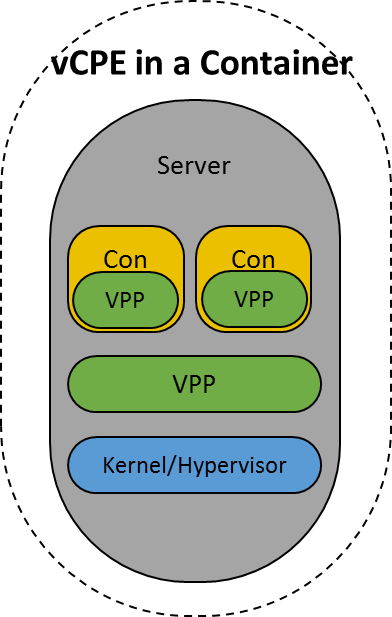 vCPE in a Container
Server
Con
Con
VPP
VPP
VPP
Kernel/Hypervisor